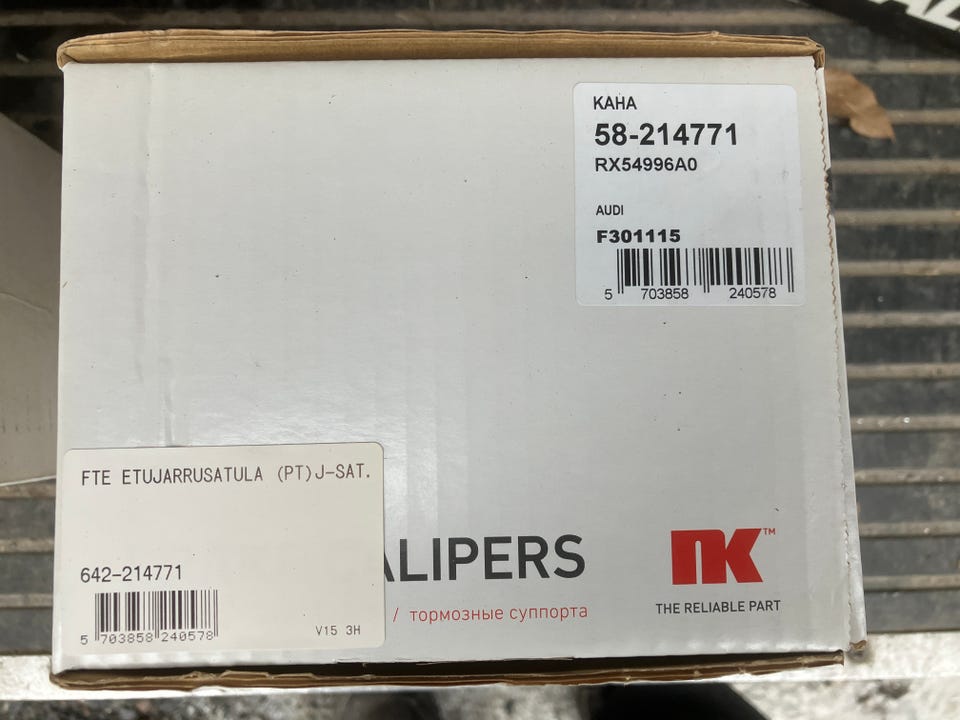 KAHA
58-214771
RX54996A0
AUDI
F301115
5 703858 240578
FTE ETUJARRUSATULA (PT)J-SAT.
642-214771
5 703858 240578
V15 3H
ALIPERS
/ тормозные суппорта
NK™
THE RELIABLE PART